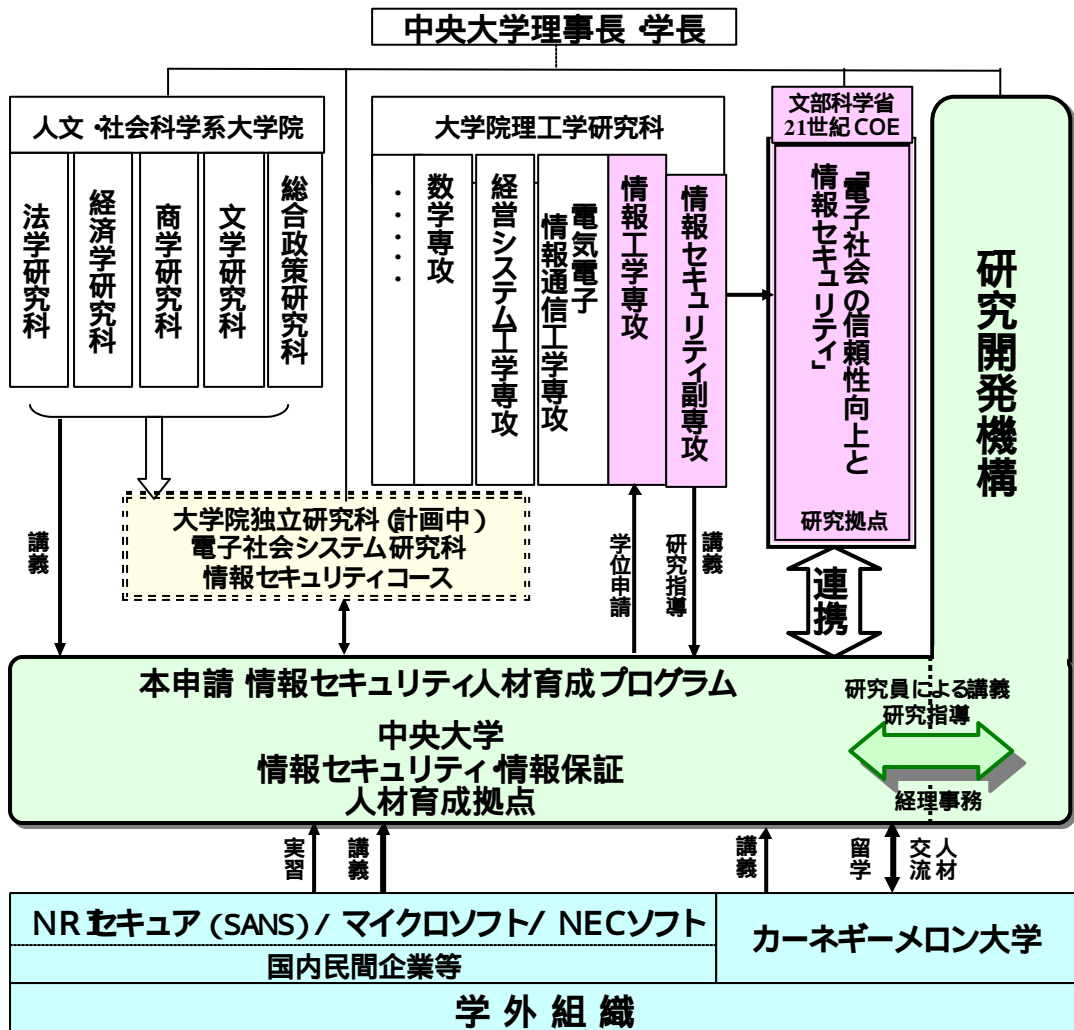 中央大学理事長・学長
人文・社会科学系大学院
法学研究科
経済学研究科
商学研究科
文学研究科
総合政策研究科
大学院理工学研究科
・・・・・
数学専攻
経営システム工学専攻
電気電子
情報通信工学専攻
情報工学専攻
情報セキュリティ副専攻
文部科学省
21世紀COE
「電子社会の信頼性向上と
情報セキュリティ」
研究拠点
研究開発機構
講義
大学院独立研究科(計画中)
電子社会システム研究科
情報セキュリティコース
学位申請
講義
研究指導
連携
本申請 情報セキュリティ人材育成プログラム
中央大学
情報セキュリティ・情報保証
人材育成拠点
研究員による講義
研究指導
経理事務
実習
講義
講義
留学
人材
交流
NRIセキュア(SANS)/マイクロソフト/NECソフト
国内民間企業等
カーネギーメロン大学
学外組織